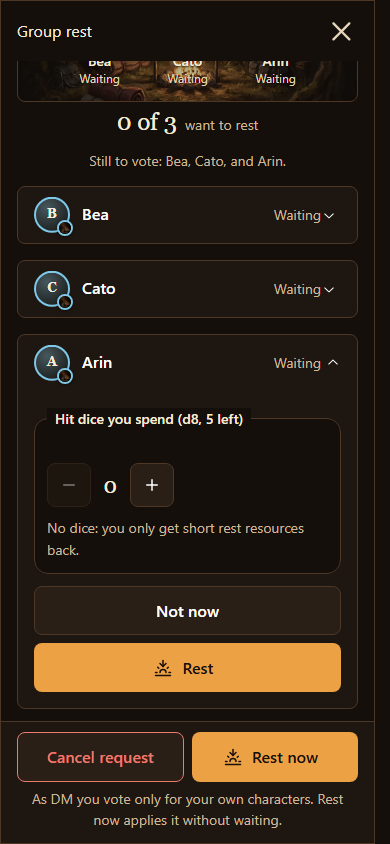 Group rest
Bea Cato Arin
Waiting Waiting Waiting
0 of 3 want to rest
Still to vote: Bea, Cato, and Arin.
B Bea Waiting
C Cato Waiting
A Arin Waiting
Hit dice you spend (d8, 5 left)
− 0 +
No dice: you only get short rest resources
back.
Not now
Rest
Cancel request Rest now
As DM you vote only for your own characters. Rest
now applies it without waiting.